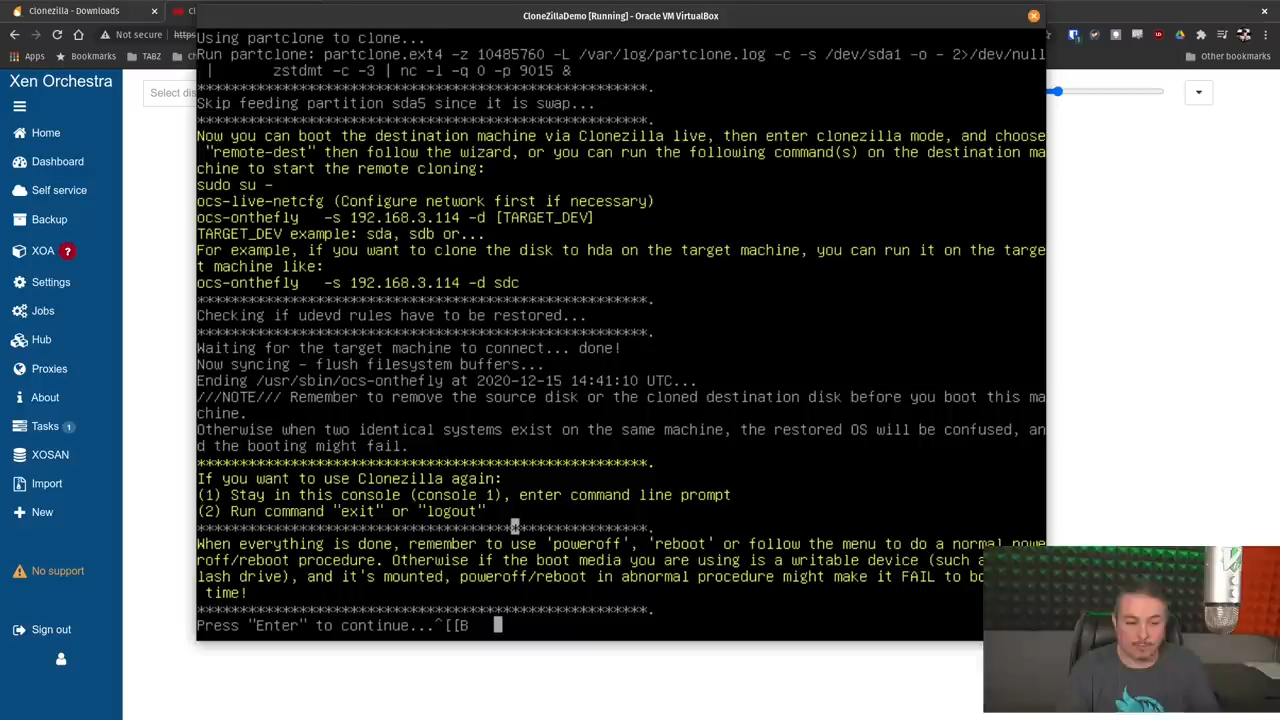 Clonezilla - Downloads
CloneZillaDemo [Running] - Oracle VM VirtualBox
Not secure
https
Apps
Bookmarks
TABZ
Other bookmarks
Xen Orchestra
Home
Dashboard
Self service
Backup
XOA ?
Settings
Jobs
Hub
Proxies
About
Tasks 1
XOSAN
Import
New
No support
Sign out
Select dis
Using partclone to clone...
Run partclone: partclone.ext4 -z 10485760 -L /var/log/partclone.log -c -s /dev/sda1 -o - 2>/dev/null
| zstdmt -c -3 | nc -l -q 0 -p 9015 &
*****************************************************.
Skip feeding partition sda5 since it is swap...
*****************************************************.
Now you can boot the destination machine via Clonezilla live, then enter clonezilla mode, and choose
"remote-dest" then follow the wizard, or you can run the following command(s) on the destination ma
chine to start the remote cloning:
sudo su -
ocs-live-netcfg (Configure network first if necessary)
ocs-onthefly -s 192.168.3.114 -d [TARGET_DEV]
TARGET_DEV example: sda, sdb or...
For example, if you want to clone the disk to hda on the target machine, you can run it on the targe
t machine like:
ocs-onthefly -s 192.168.3.114 -d sdc
*****************************************************.
Checking if udevd rules have to be restored...
*****************************************************.
Waiting for the target machine to connect... done!
Now syncing - flush filesystem buffers...
Ending /usr/sbin/ocs-onthefly at 2020-12-15 14:41:10 UTC...
///NOTE/// Remember to remove the source disk or the cloned destination disk before you boot this ma
chine.
Otherwise when two identical systems exist on the same machine, the restored OS will be confused, an
d the booting might fail.
*****************************************************.
If you want to use Clonezilla again:
(1) Stay in this console (console 1), enter command line prompt
(2) Run command "exit" or "logout"
*****************************************************.
When everything is done, remember to use 'poweroff', 'reboot' or follow the menu to do a normal powe
roff/reboot procedure. Otherwise if the boot media you are using is a writable device (such a
lash drive), and it's mounted, poweroff/reboot in abnormal procedure might make it FAIL to bo
time!
*****************************************************.
Press "Enter" to continue...^[[B